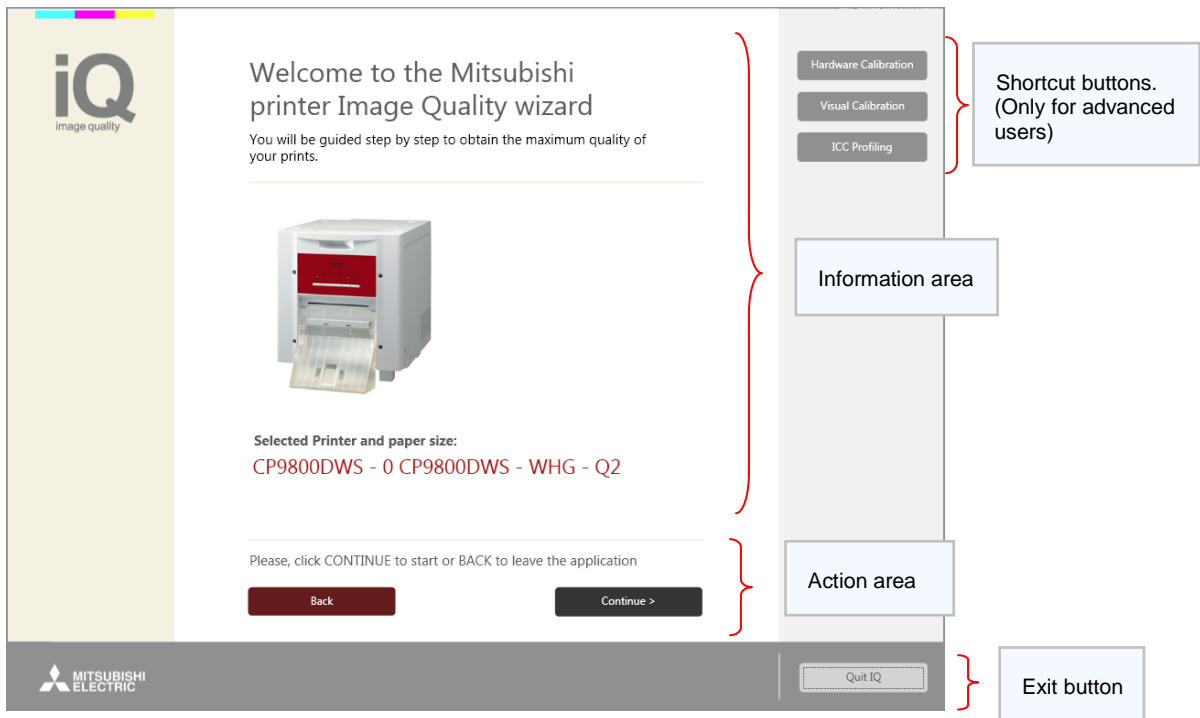 iQ
image quality
Welcome to the Mitsubishi
printer Image Quality wizard
You will be guided step by step to obtain the maximum quality of
your prints.
Selected Printer and paper size:
CP9800DWS - 0 CP9800DWS - WHG - Q2
Please, click CONTINUE to start or BACK to leave the application
Back
Continue >
Hardware Calibration
Visual Calibration
ICC Profiling
Shortcut buttons.
(Only for advanced
users)
Information area
Action area
MITSUBISHI
ELECTRIC
Quit IQ
Exit button